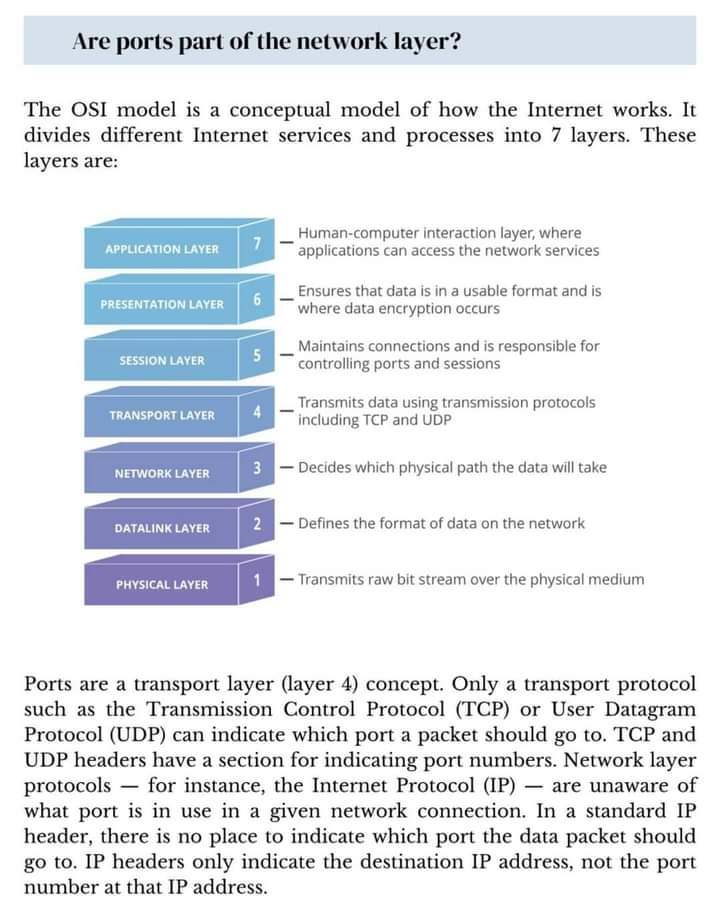 Are ports part of the network layer?
The OSI model is a conceptual model of how the Internet works. It
divides different Internet services and processes into 7 layers. These
layers are:
APPLICATION LAYER 7 — Human-computer interaction layer, where
applications can access the network services
PRESENTATION LAYER 6 — Ensures that data is in a usable format and is
where data encryption occurs
SESSION LAYER 5 — Maintains connections and is responsible for
controlling ports and sessions
TRANSPORT LAYER 4 — Transmits data using transmission protocols
including TCP and UDP
NETWORK LAYER 3 — Decides which physical path the data will take
DATALINK LAYER 2 — Defines the format of data on the network
PHYSICAL LAYER 1 — Transmits raw bit stream over the physical medium
Ports are a transport layer (layer 4) concept. Only a transport protocol
such as the Transmission Control Protocol (TCP) or User Datagram
Protocol (UDP) can indicate which port a packet should go to. TCP and
UDP headers have a section for indicating port numbers. Network layer
protocols — for instance, the Internet Protocol (IP) — are unaware of
what port is in use in a given network connection. In a standard IP
header, there is no place to indicate which port the data packet should
go to. IP headers only indicate the destination IP address, not the port
number at that IP address.